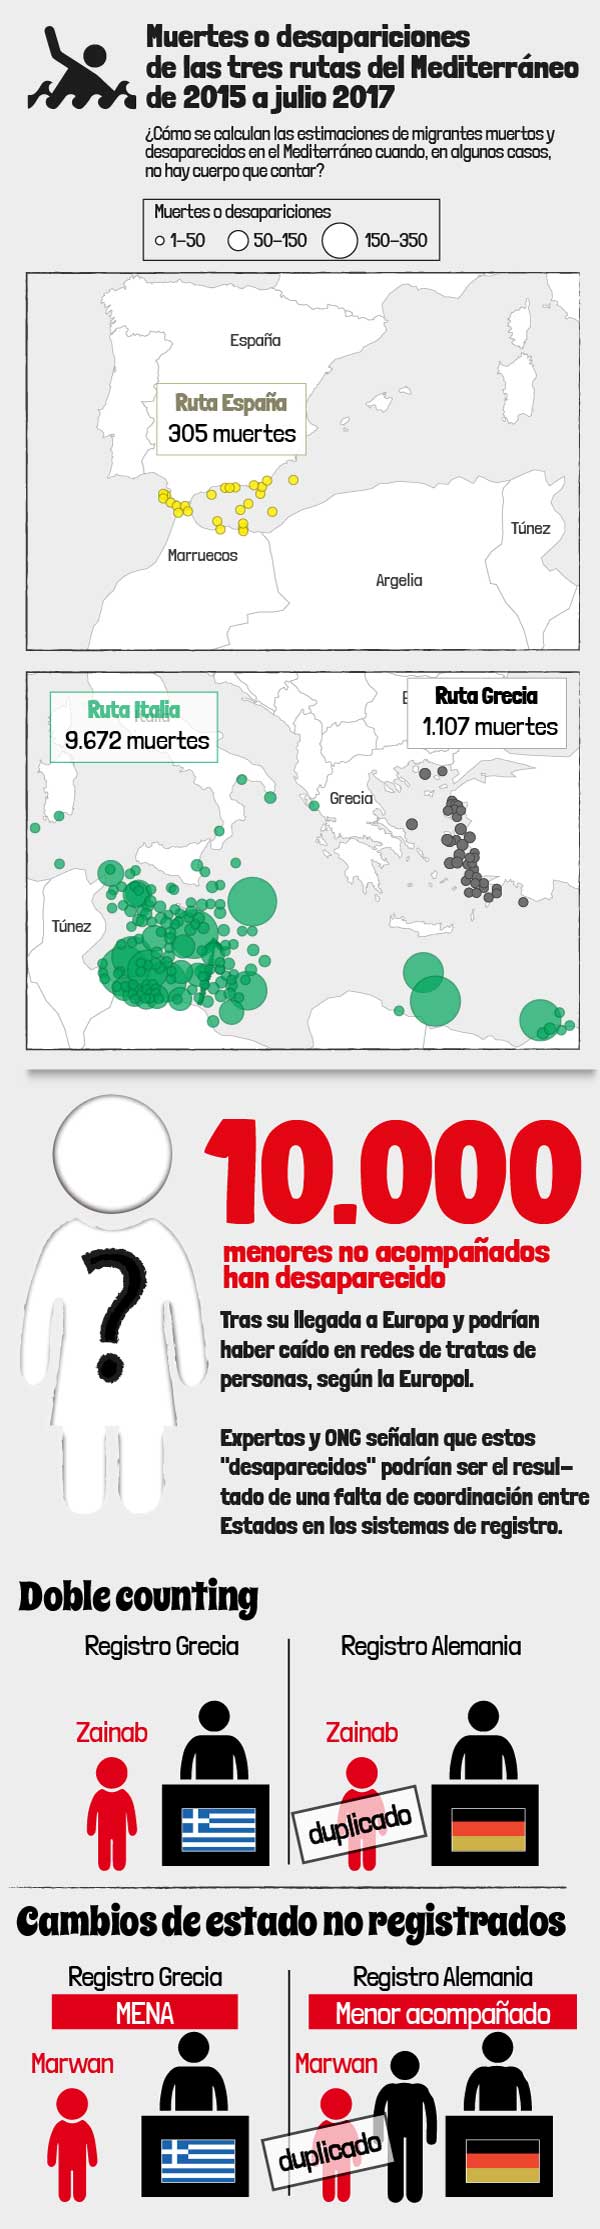 Muertes o desapariciones
de las tres rutas del Mediterráneo
de 2015 a julio 2017
¿Cómo se calculan las estimaciones de migrantes muertos y
desaparecidos en el Mediterráneo cuando, en algunos casos,
no hay cuerpo que contar?
Muertes o desapariciones
1-50 50-150 150-350
España
Ruta España
305 muertes
Marruecos
Argelia
Túnez
Ruta Italia
Italia
9.672 muertes
Ruta Grecia
1.107 muertes
Grecia
Túnez
10.000
menores no acompañados
han desaparecido
Tras su llegada a Europa y podrían
haber caído en redes de tratas de
personas, según la Europol.
Expertos y ONG señalan que estos
"desaparecidos" podrían ser el resul-
tado de una falta de coordinación entre
Estados en los sistemas de registro.
Doble counting
Registro Grecia Registro Alemania
Zainab Zainab
duplicado
Cambios de estado no registrados
Registro Grecia Registro Alemania
MENA Menor acompañado
Marwan Marwan
duplicado